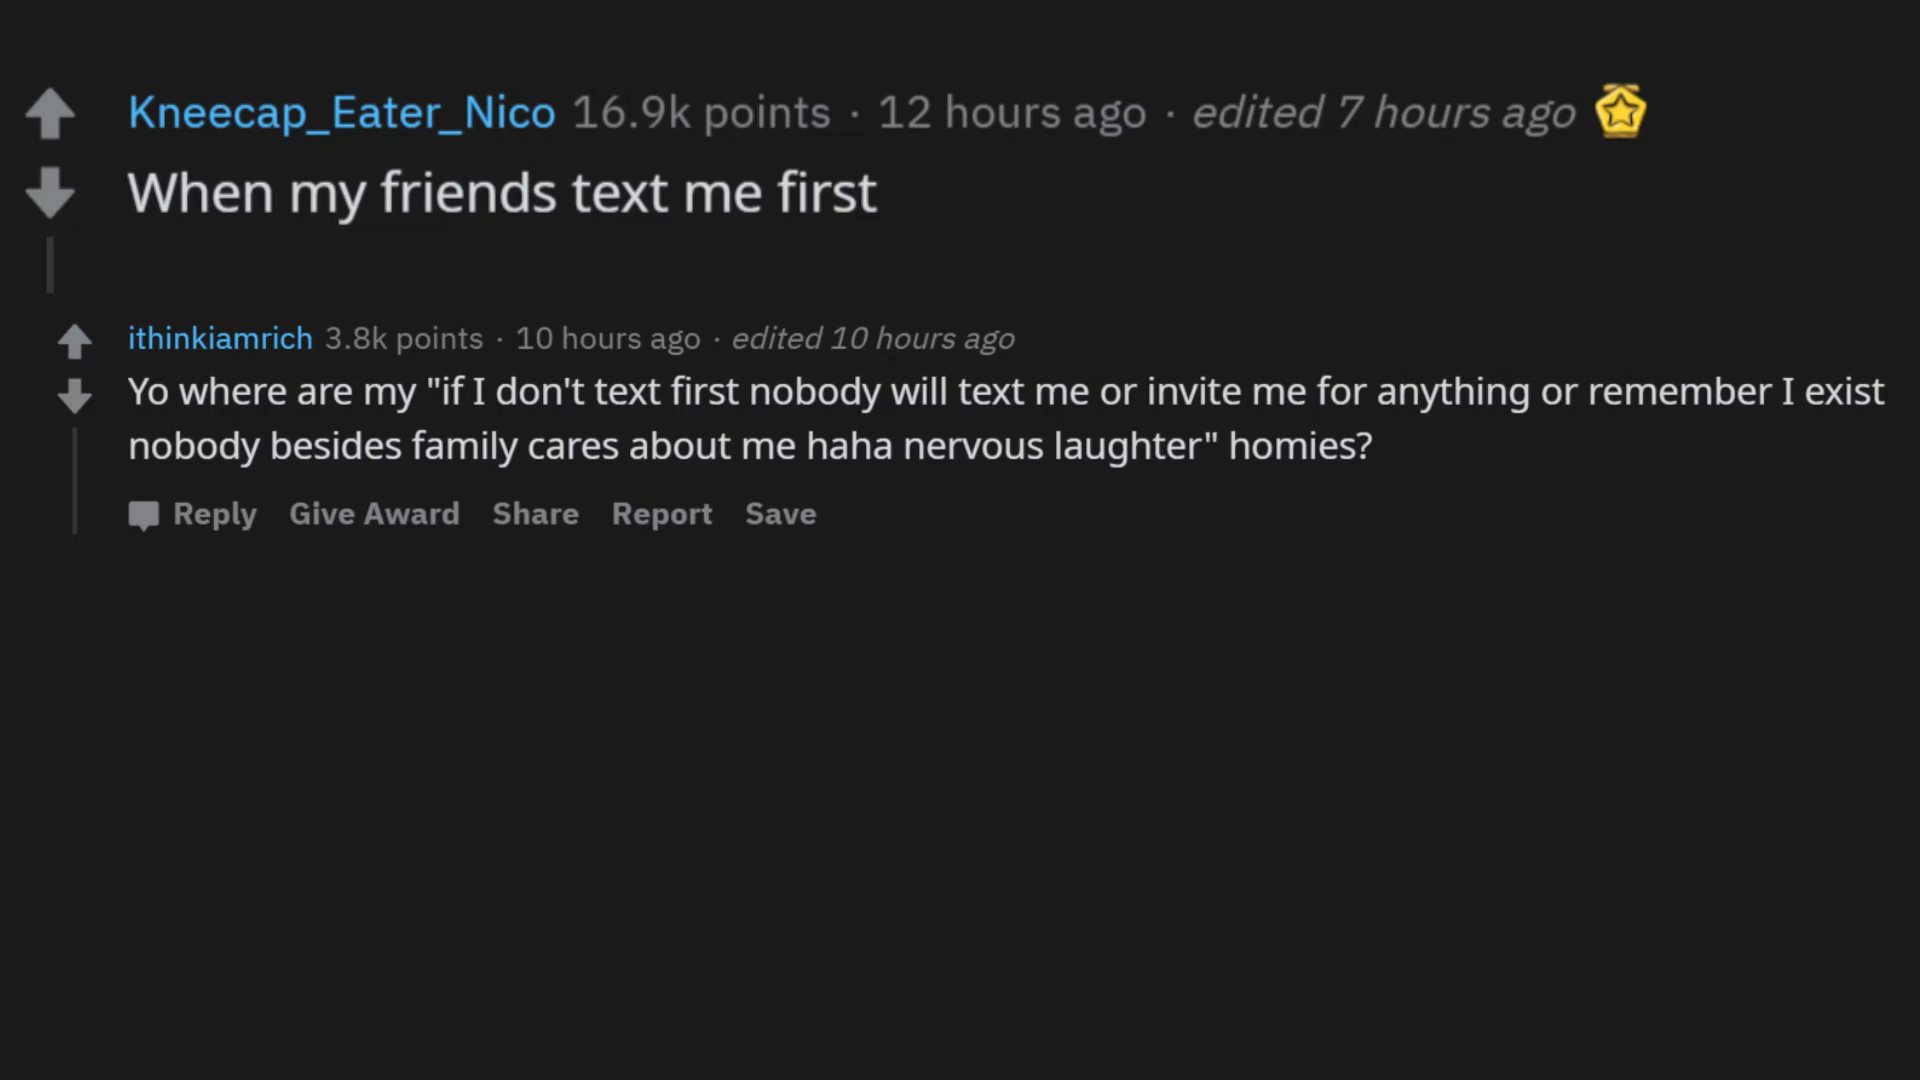 Kneecap_Eater_Nico 16.9k points · 12 hours ago · edited 7 hours ago
When my friends text me first
ithinkiamrich 3.8k points · 10 hours ago · edited 10 hours ago
Yo where are my "if I don't text first nobody will text me or invite me for anything or remember I exist
nobody besides family cares about me haha nervous laughter" homies?
Reply Give Award Share Report Save